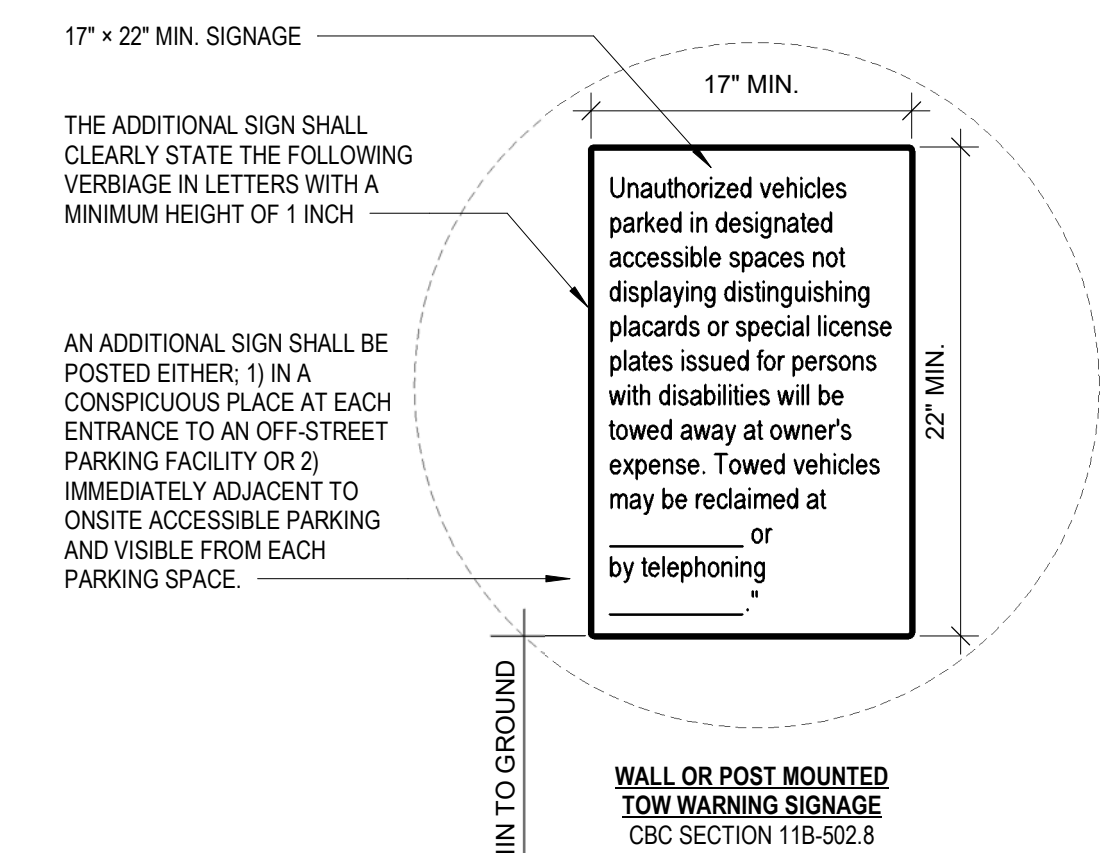 17" × 22" MIN. SIGNAGE
THE ADDITIONAL SIGN SHALL
CLEARLY STATE THE FOLLOWING
VERBIAGE IN LETTERS WITH A
MINIMUM HEIGHT OF 1 INCH
AN ADDITIONAL SIGN SHALL BE
POSTED EITHER; 1) IN A
CONSPICUOUS PLACE AT EACH
ENTRANCE TO AN OFF-STREET
PARKING FACILITY OR 2)
IMMEDIATELY ADJACENT TO
ONSITE ACCESSIBLE PARKING
AND VISIBLE FROM EACH
PARKING SPACE.
17" MIN.
Unauthorized vehicles
parked in designated
accessible spaces not
displaying distinguishing
placards or special license
plates issued for persons
with disabilities will be
towed away at owner's
expense. Towed vehicles
may be reclaimed at
__________ or
by telephoning
__________."
22" MIN.
TO GROUND
WALL OR POST MOUNTED
TOW WARNING SIGNAGE
CBC SECTION 11B-502.8